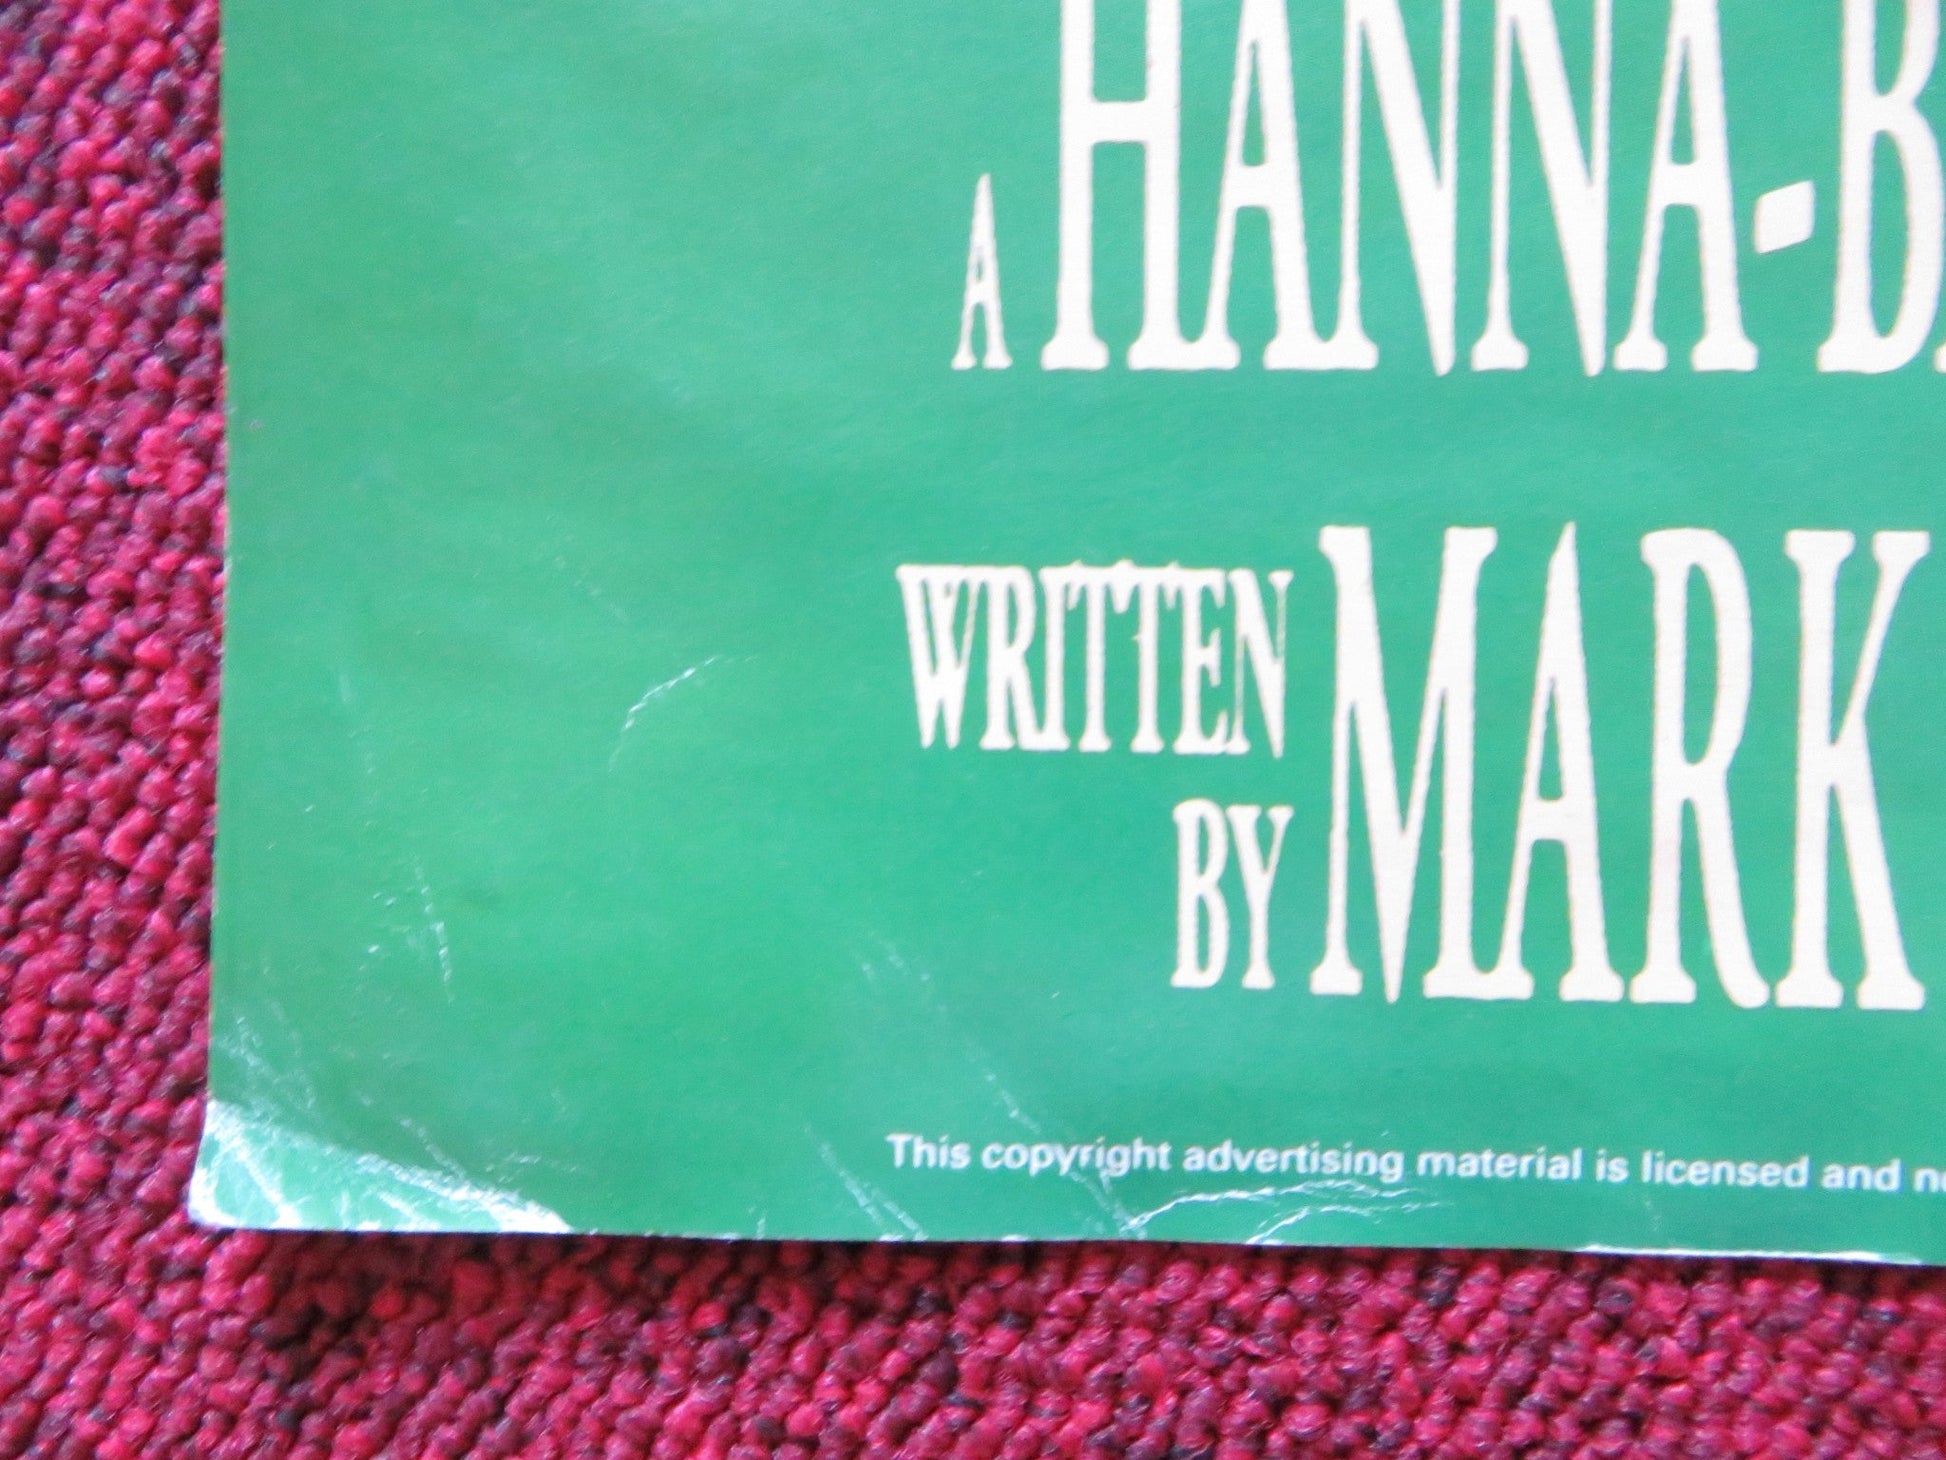 A HANNA-B
WRITTEN
BY MARK
This copyright advertising material is licensed and